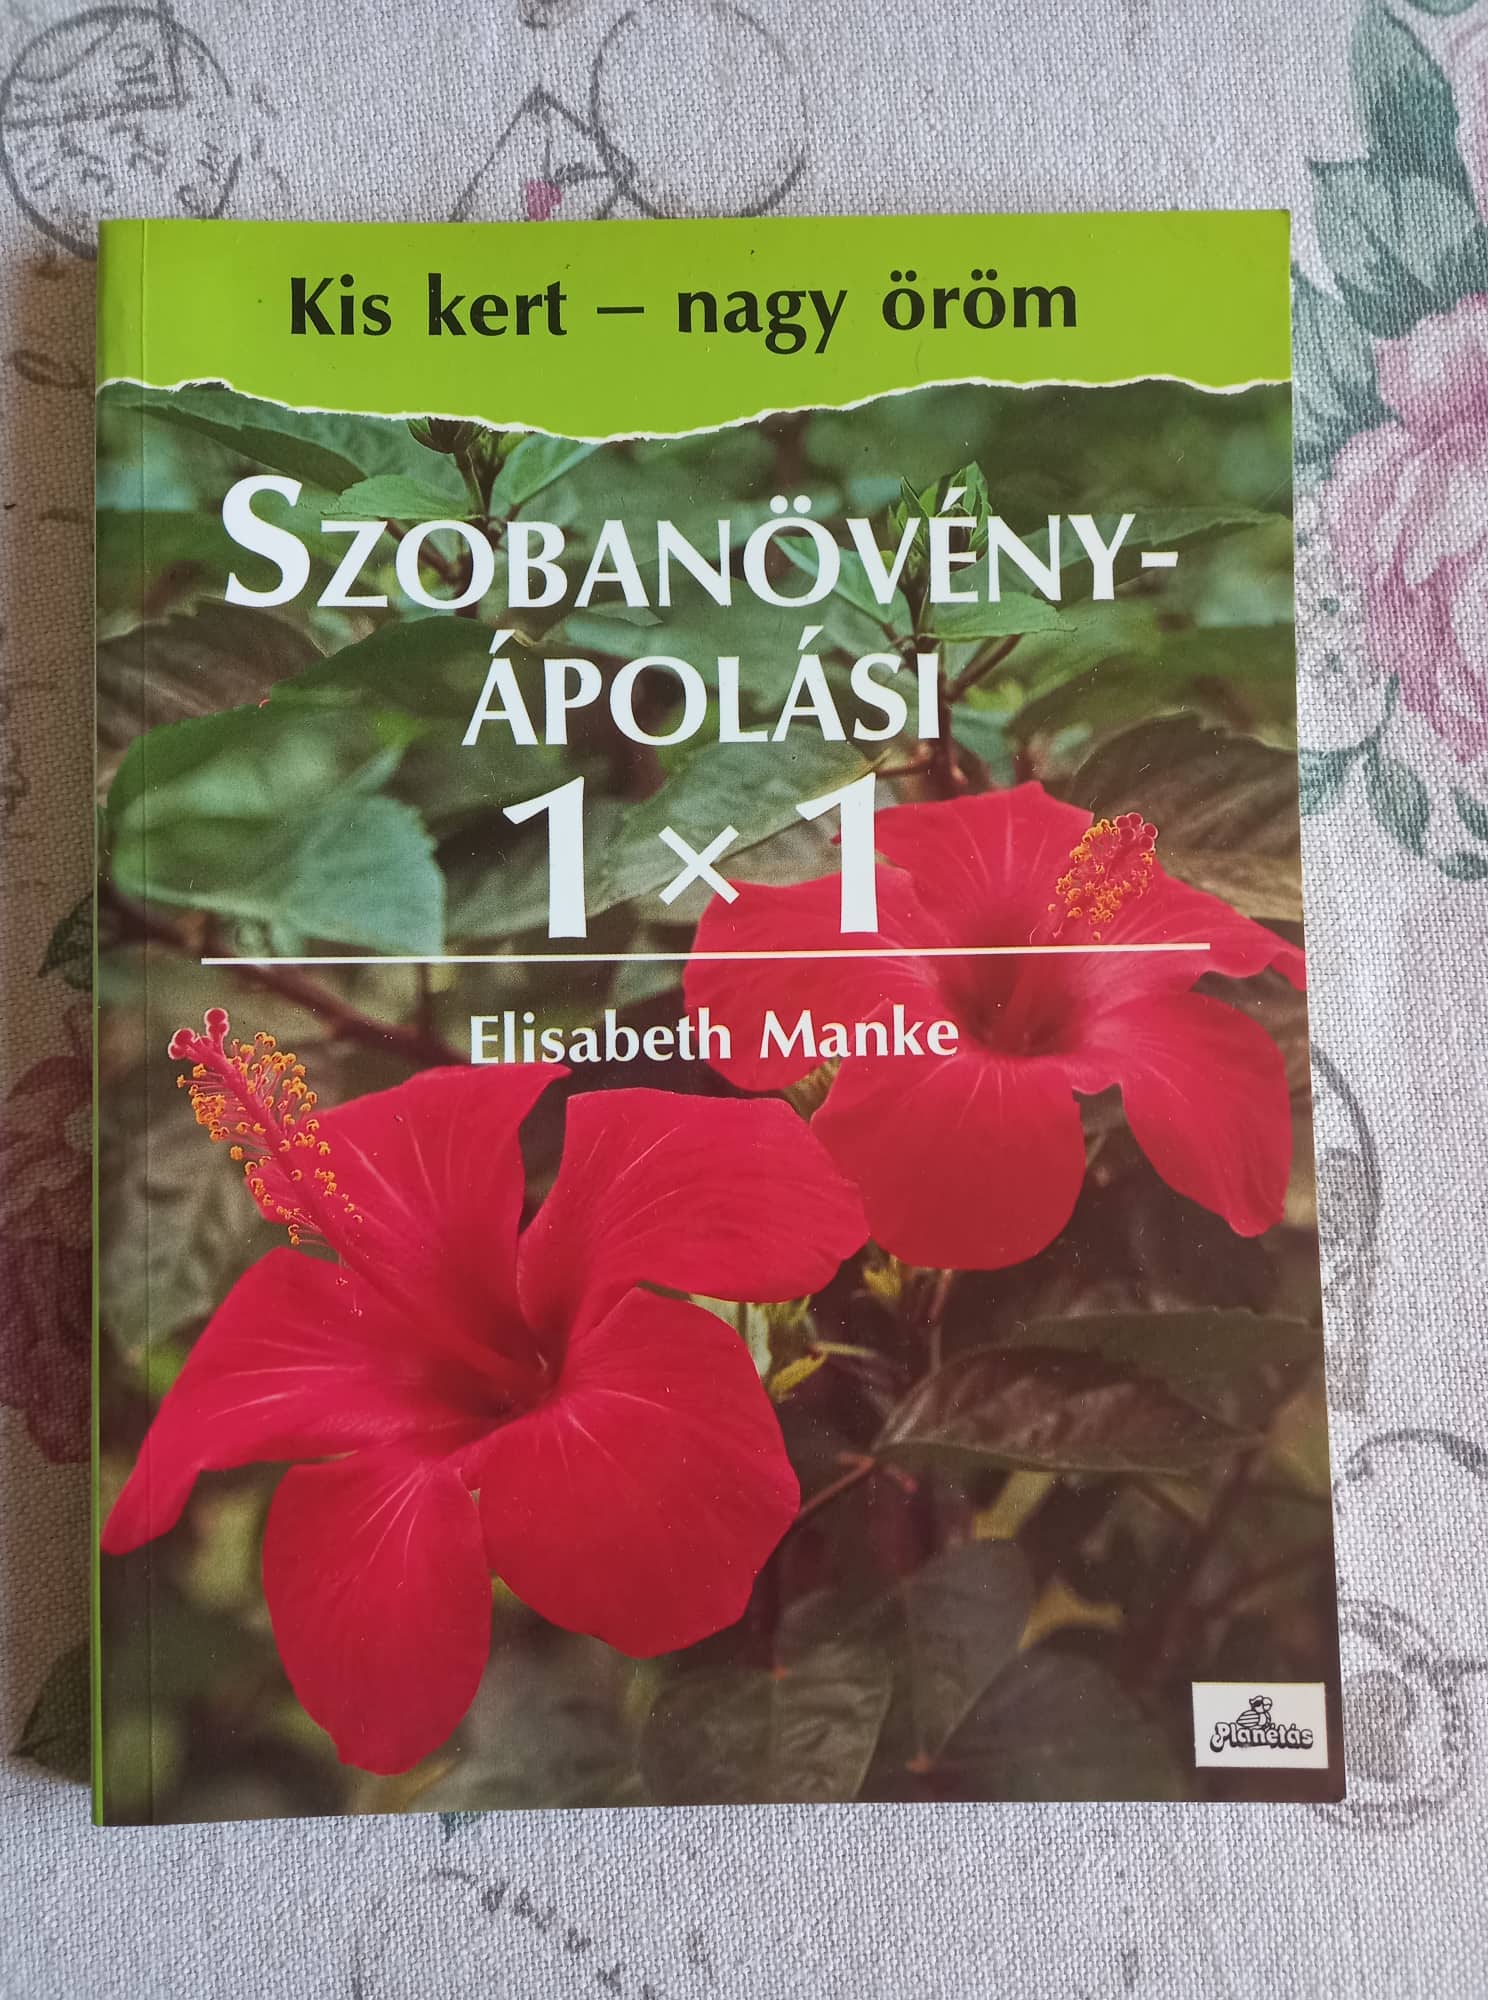 Kis kert – nagy öröm
SZOBANÖVÉNY-
ÁPOLÁSI
1 × 1
Elisabeth Manke
Planétás